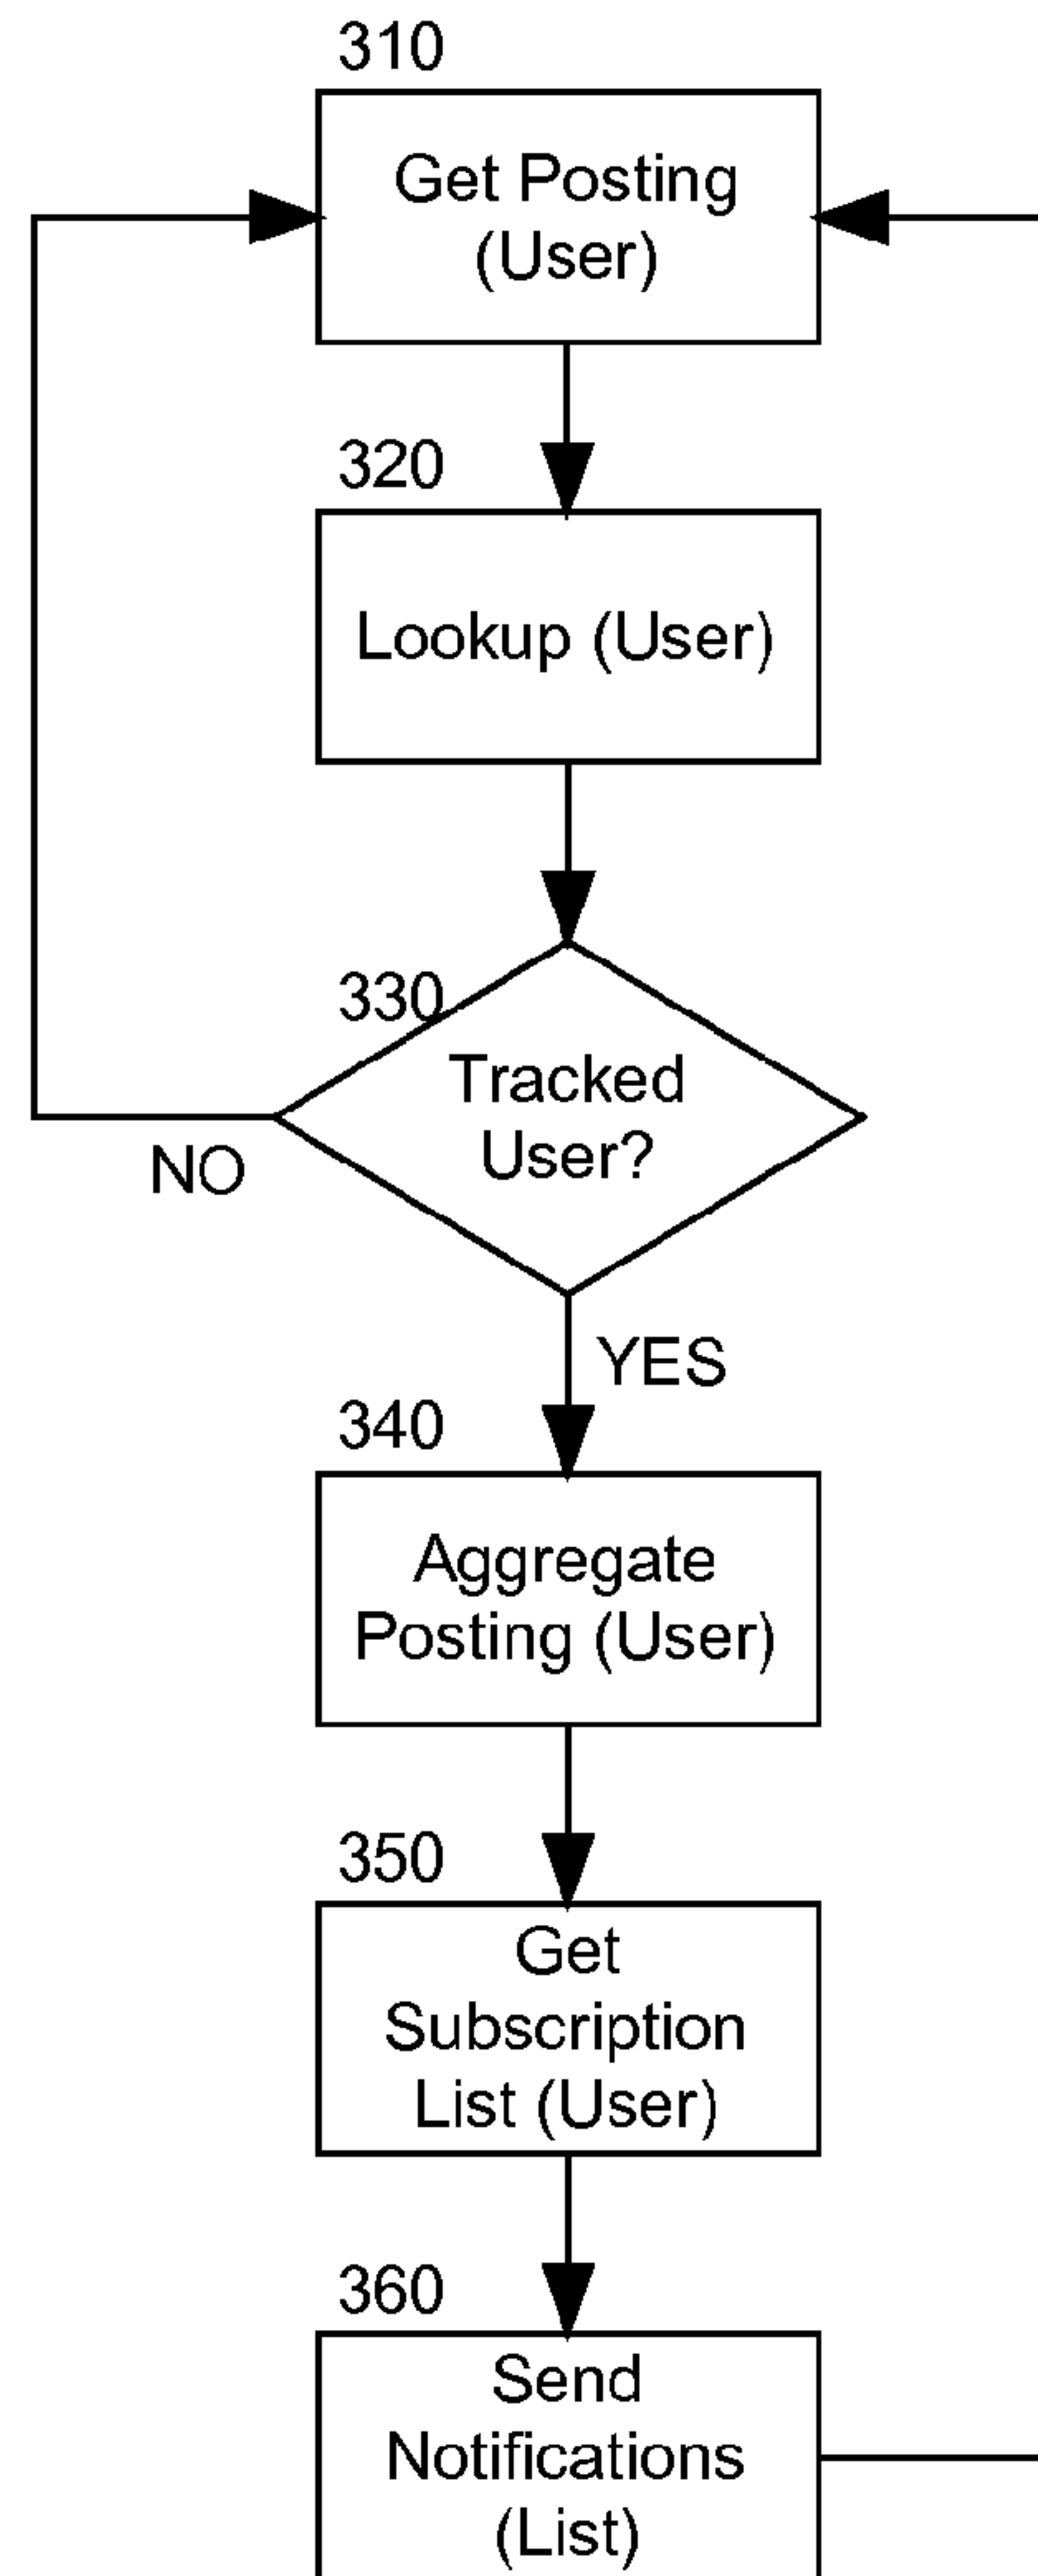 310
Get Posting
(User)
320
Lookup (User)
330
Tracked
User?
NO
YES
340
Aggregate
Posting (User)
350
Get
Subscription
List (User)
360
Send
Notifications
(List)